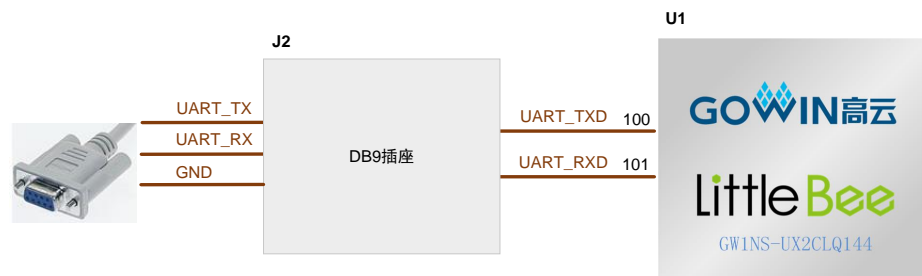 U1
J2
UART_TX
UART_RX
GND
DB9插座
UART_TXD 100
UART_RXD 101
GOWIN高云
LittleBee
GW1NS-UX2CLQ144